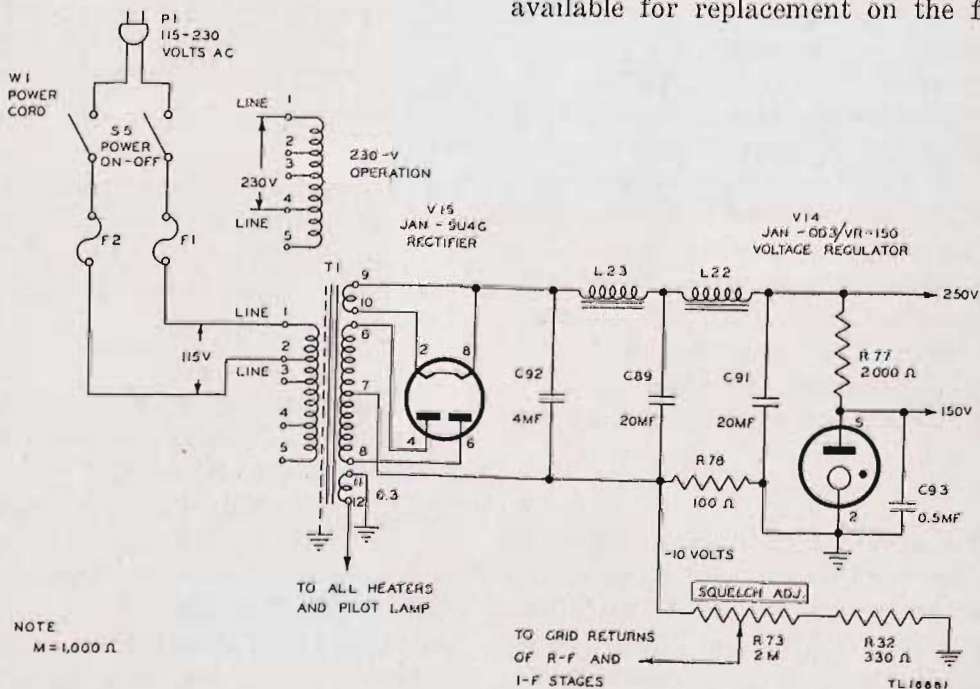 available for replacement on the f
P1
115-230
VOLTS AC
W1
POWER
CORD
S5
POWER
ON-OFF
F2
F1
LINE
1
2
3
230V
4
LINE
5
230-V
OPERATION
V15
JAN-5U4G
RECTIFIER
V14
JAN-OD3/VR-150
VOLTAGE REGULATOR
T1
9
10
6
7
8
11
12
6.3
LINE
1
115V
2
LINE
3
4
5
2
8
4
6
L23
L22
250V
C92
4MF
C89
20MF
C91
20MF
R77
2000 Ω
150V
5
2
C93
0.5MF
R78
100 Ω
-10 VOLTS
SQUELCH ADJ.
R73
2 M
R32
330 Ω
TO ALL HEATERS
AND PILOT LAMP
TO GRID RETURNS
OF R-F AND
I-F STAGES
NOTE
M=1,000 Ω
TL18881